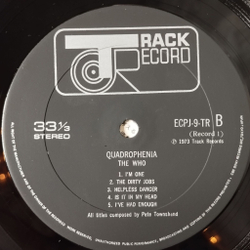 TRACK
RECORD
33 1/3
STEREO
ECPJ-9-TR B
(Record 1)
℗ 1973 Track Records
QUADROPHENIA
THE WHO
1. I'M ONE
2. THE DIRTY JOBS
3. HELPLESS DANCER
4. IS IT IN MY HEAD
5. I'VE HAD ENOUGH
All titles composed by Pete Townshend